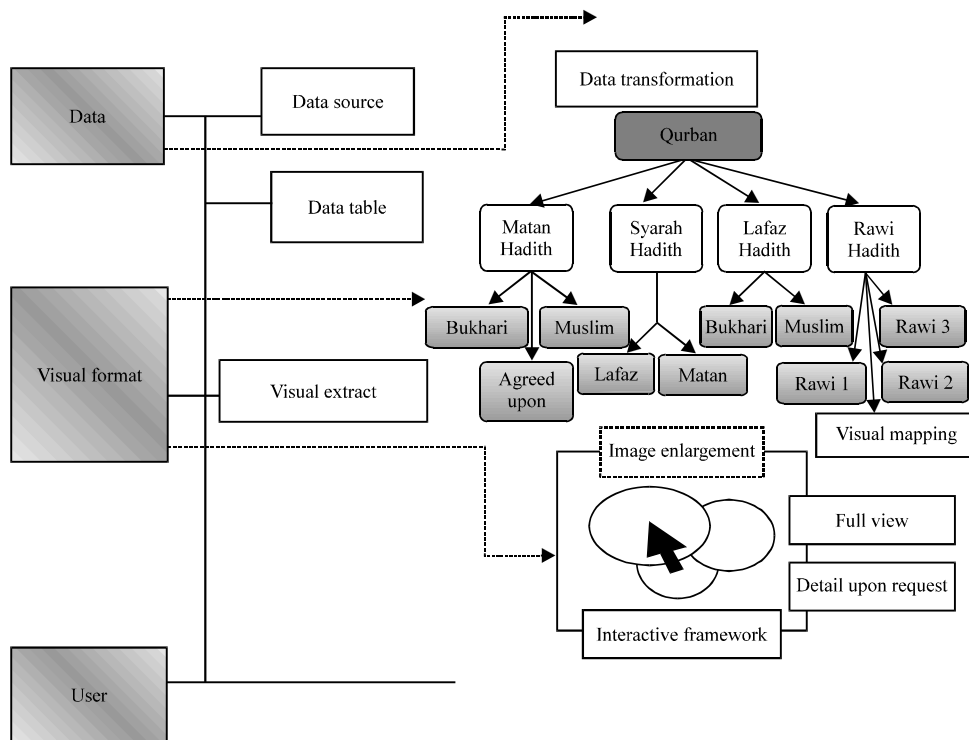 Data
Data source
Data table
Visual format
Visual extract
User
Data transformation
Qurban
Matan
Hadith
Syarah
Hadith
Lafaz
Hadith
Rawi
Hadith
Bukhari
Muslim
Agreed
upon
Lafaz
Matan
Bukhari
Muslim
Rawi 3
Rawi 1
Rawi 2
Visual mapping
Image enlargement
Full view
Detail upon request
Interactive framework